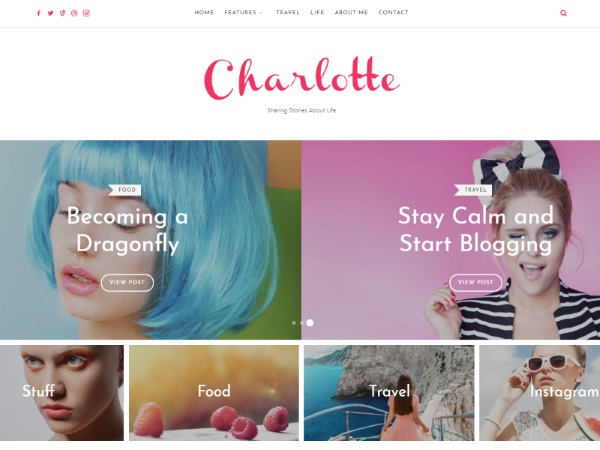 HOME FEATURES TRAVEL LIFE ABOUT ME CONTACT
Charlotte
Sharing Stories About Life
FOOD
Becoming a
Dragonfly
VIEW POST
TRAVEL
Stay Calm and
Start Blogging
VIEW POST
Stuff
Food
Travel
Instagram